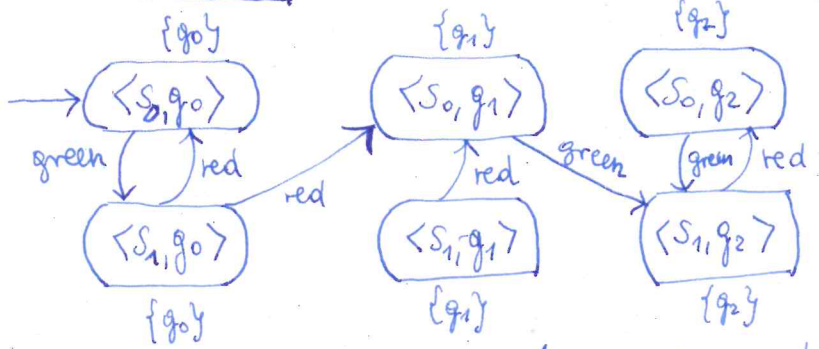 {q0} {q1} {q2}
<S0,q0> <S0,q1> <S0,q2>
green red red green green red
red
<S1,q0> <S1,q1> <S1,q2>
{q0} {q1} {q2}